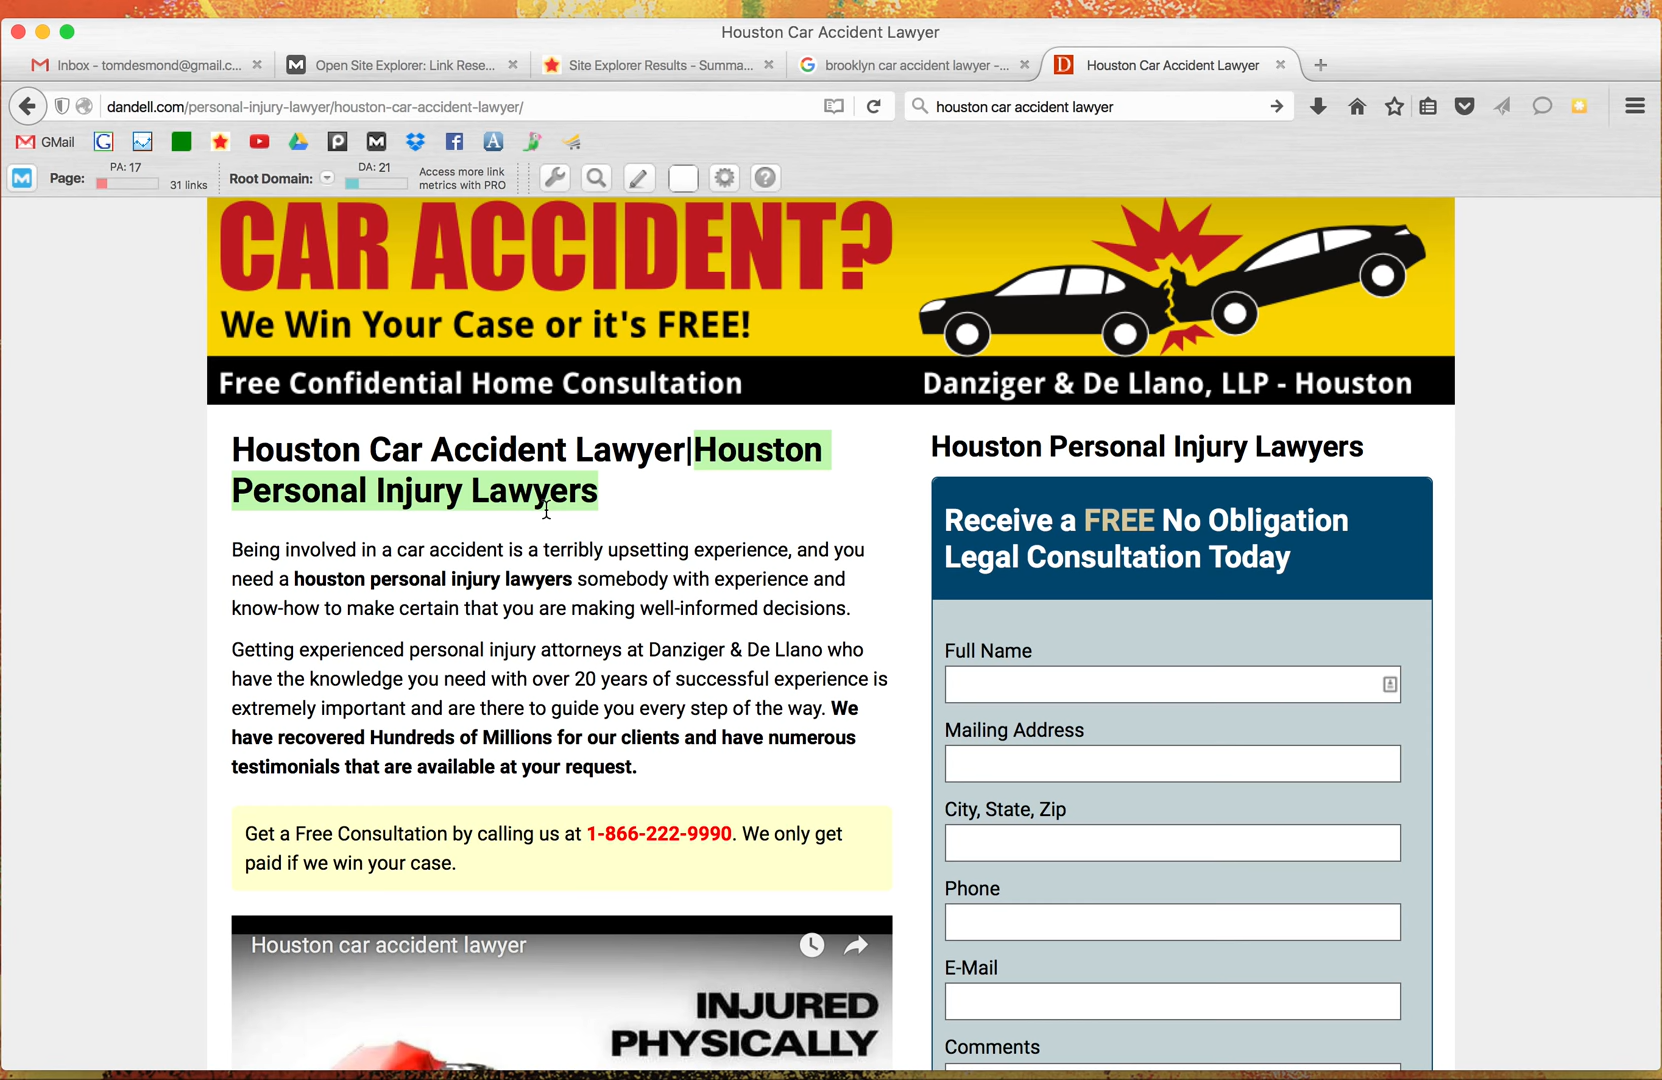 Houston Car Accident Lawyer
Inbox - tomdesmond@gmail.c...
Open Site Explorer: Link Rese...
Site Explorer Results - Summa...
brooklyn car accident lawyer -...
Houston Car Accident Lawyer
dandell.com/personal-injury-lawyer/houston-car-accident-lawyer/
houston car accident lawyer
GMail
Page:
PA: 17
31 links
Root Domain:
DA: 21
Access more link
metrics with PRO
CAR ACCIDENT?
We Win Your Case or it's FREE!
Free Confidential Home Consultation
Danziger & De Llano, LLP - Houston
Houston Car Accident Lawyer|Houston
Personal Injury Lawyers
Being involved in a car accident is a terribly upsetting experience, and you
need a houston personal injury lawyers somebody with experience and
know-how to make certain that you are making well-informed decisions.
Getting experienced personal injury attorneys at Danziger & De Llano who
have the knowledge you need with over 20 years of successful experience is
extremely important and are there to guide you every step of the way. We
have recovered Hundreds of Millions for our clients and have numerous
testimonials that are available at your request.
Get a Free Consultation by calling us at 1-866-222-9990. We only get
paid if we win your case.
Houston car accident lawyer
INJURED
PHYSICALLY
Houston Personal Injury Lawyers
Receive a FREE No Obligation
Legal Consultation Today
Full Name
Mailing Address
City, State, Zip
Phone
E-Mail
Comments